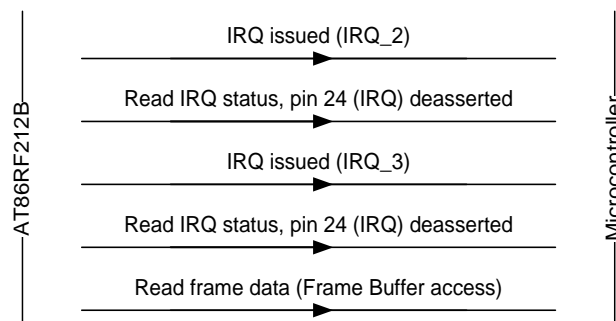 IRQ issued (IRQ_2)
Read IRQ status, pin 24 (IRQ) deasserted
IRQ issued (IRQ_3)
Read IRQ status, pin 24 (IRQ) deasserted
Read frame data (Frame Buffer access)
AT86RF212B
Microcontroller